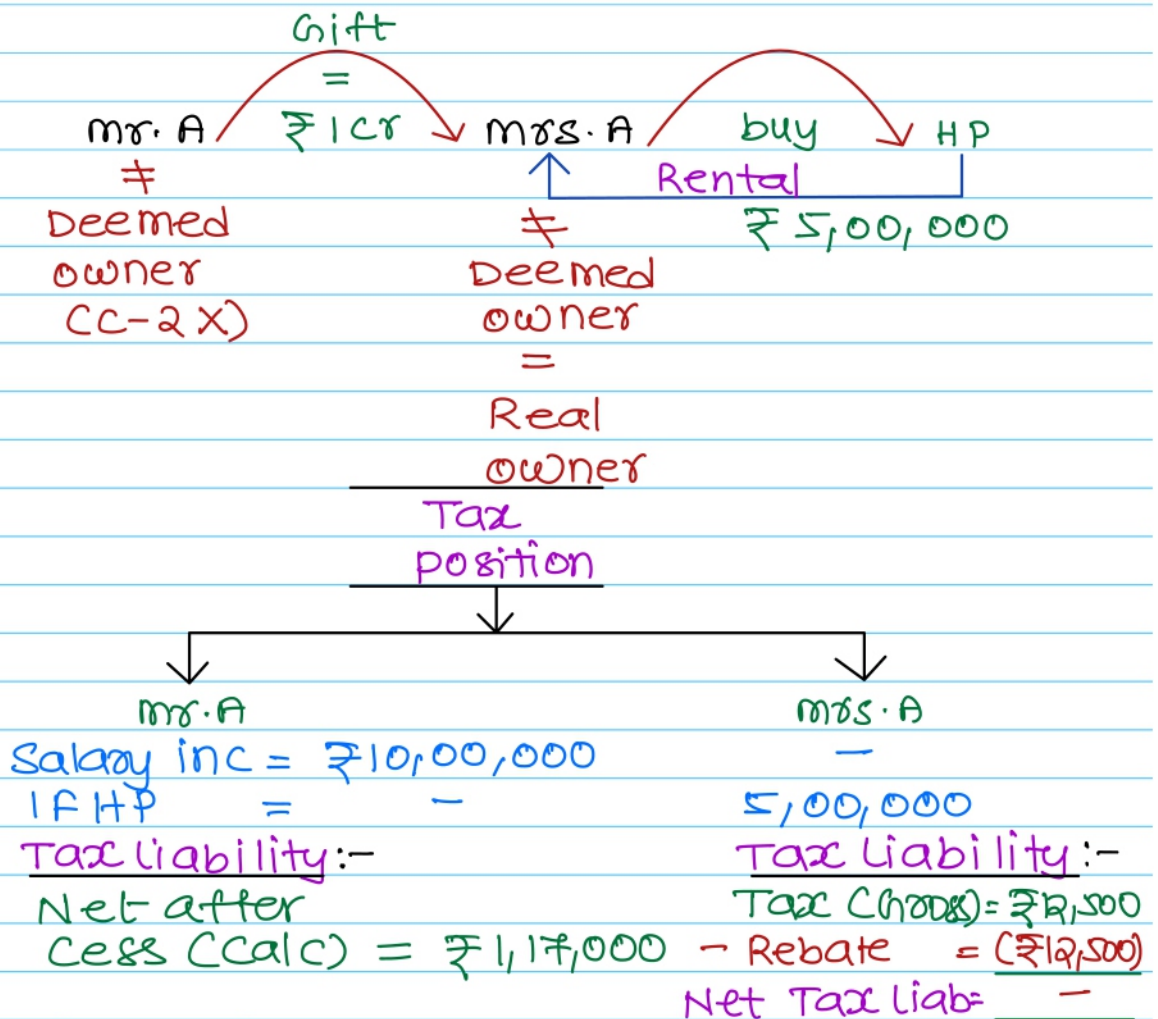 Gift
=
mr. A ₹1cr mrs. A buy HP
Rental
≠ ≠ ₹5,00,000
Deemed
owner
(C-2X)
Deemed
owner
=
Real
owner
Tax
position
mr. A mrs. A
Salary inc = ₹10,00,000 –
IFHP = – 5,00,000
Tax liability:- Tax Liability:-
Net after Tax (Gross) = ₹12,500
Cess (Calc) = ₹1,17,000 - Rebate = (₹12,500)
Net Tax liab= –